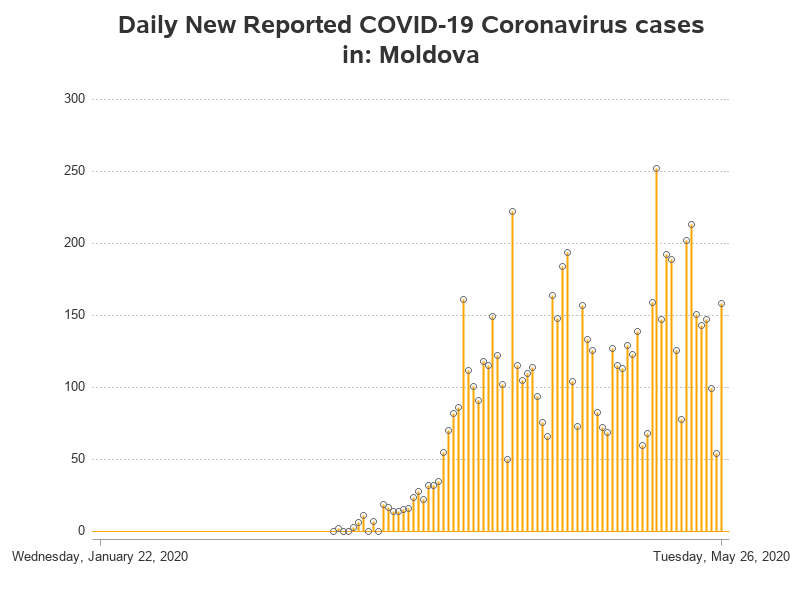 Daily New Reported COVID-19 Coronavirus cases
in: Moldova
300
250
200
150
100
50
0
Wednesday, January 22, 2020
Tuesday, May 26, 2020